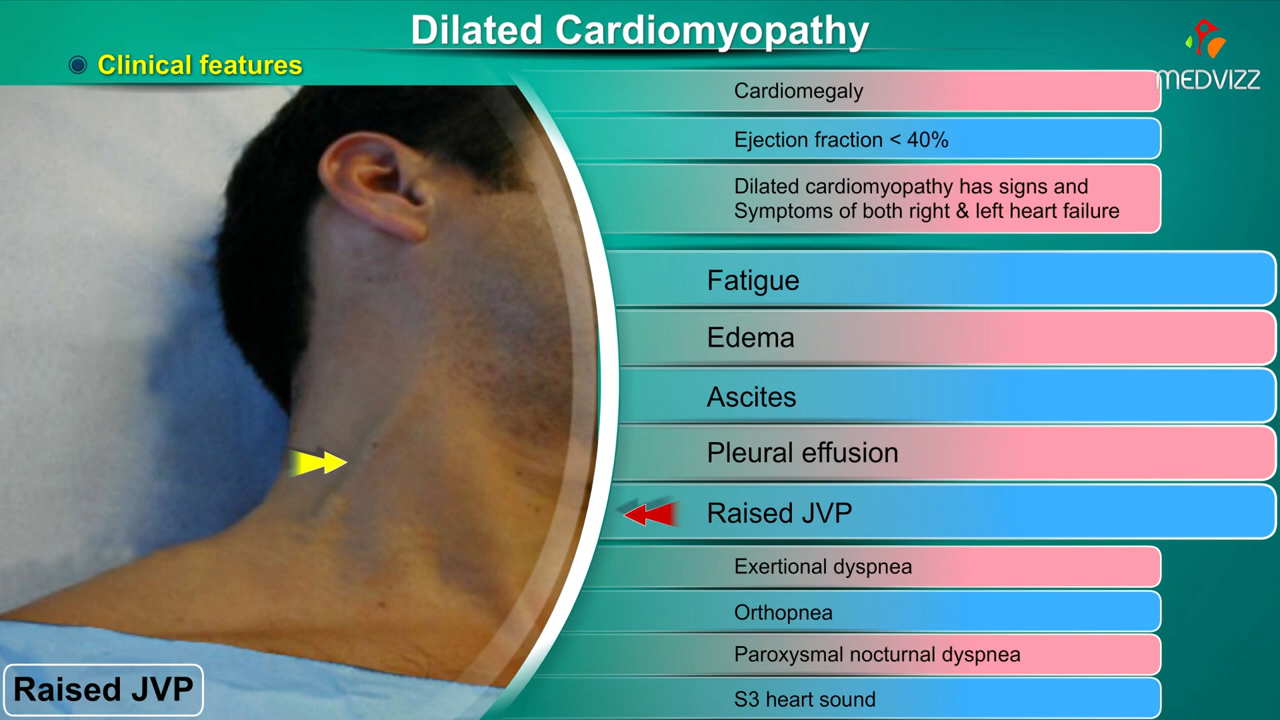 Dilated Cardiomyopathy
MEDVIZZ
Clinical features
Cardiomegaly
Ejection fraction < 40%
Dilated cardiomyopathy has signs and
Symptoms of both right & left heart failure
Fatigue
Edema
Ascites
Pleural effusion
Raised JVP
Exertional dyspnea
Orthopnea
Paroxysmal nocturnal dyspnea
S3 heart sound
Raised JVP